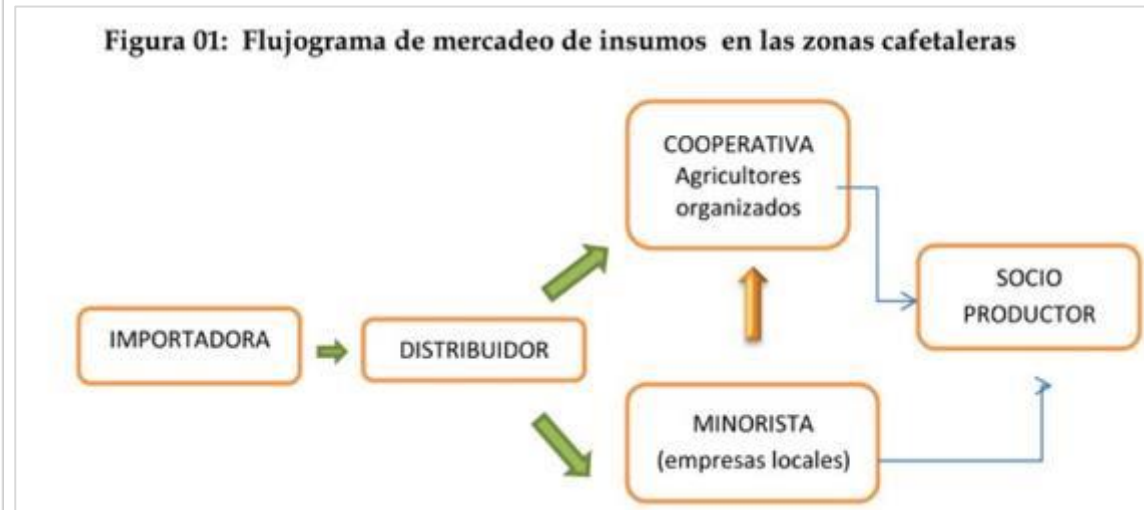 Figura 01: Flujograma de mercadeo de insumos en las zonas cafetaleras
COOPERATIVA
Agricultores
organizados
SOCIO
PRODUCTOR
IMPORTADORA
DISTRIBUIDOR
MINORISTA
(empresas locales)